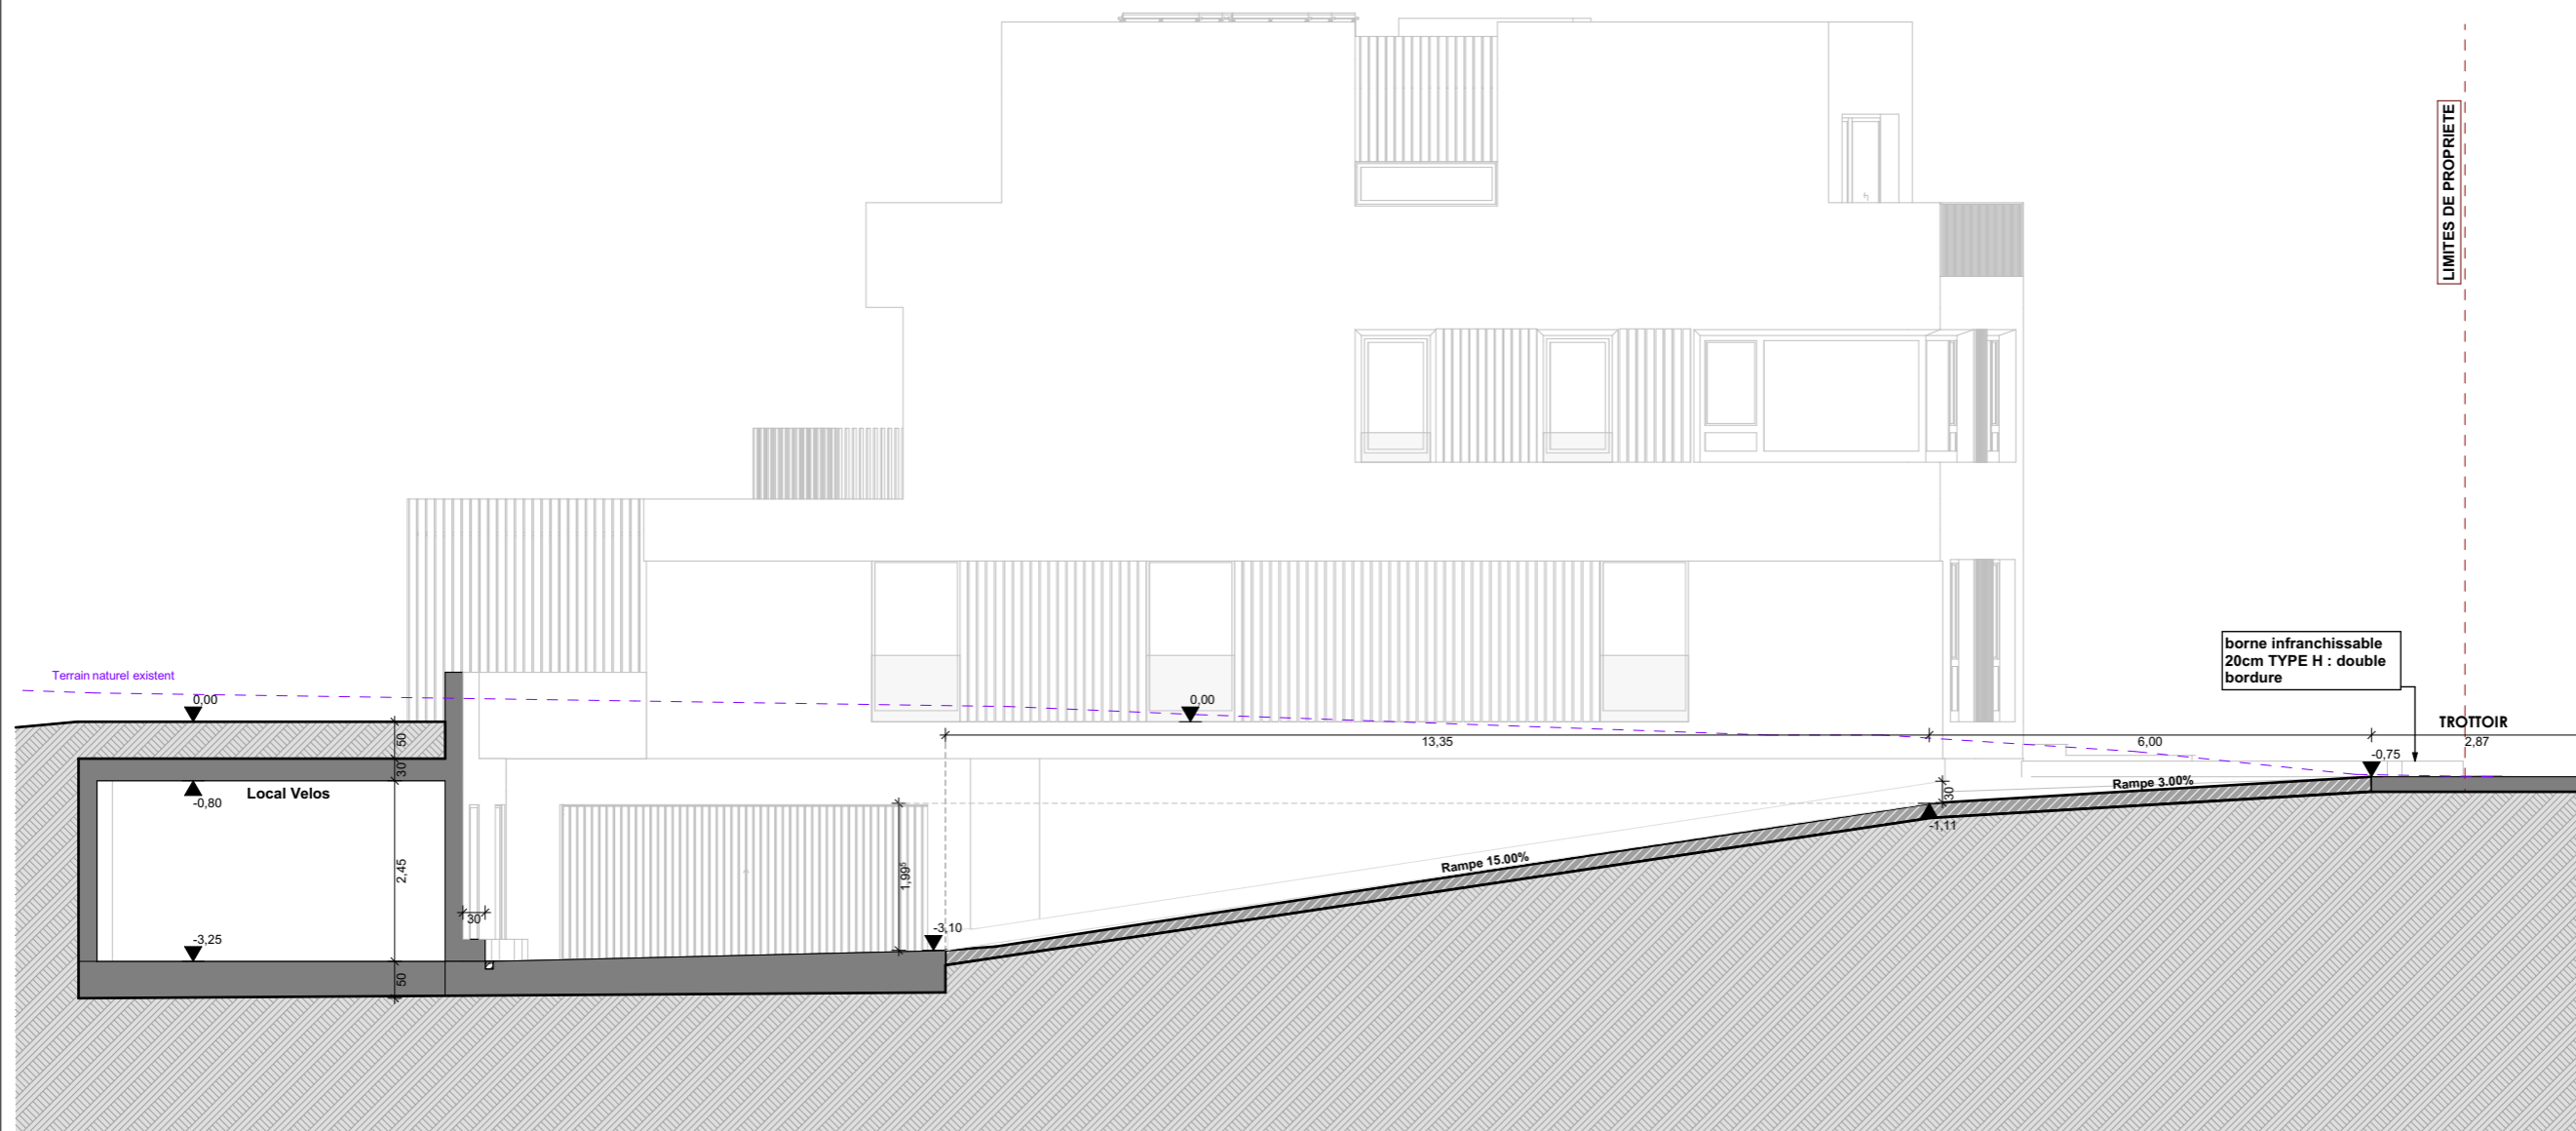 LIMITES DE PROPRIETE
borne infranchissable
20cm TYPE H : double
bordure
Terrain naturel existent
0,00
0,00
TROTTOIR
50
13,35
6,00
2,87
-0,75
30
-0,80
Local Velos
Rampe 3.00%
30
-1,11
2,45
1,99⁵
Rampe 15.00%
30
-3,10
-3,25
50